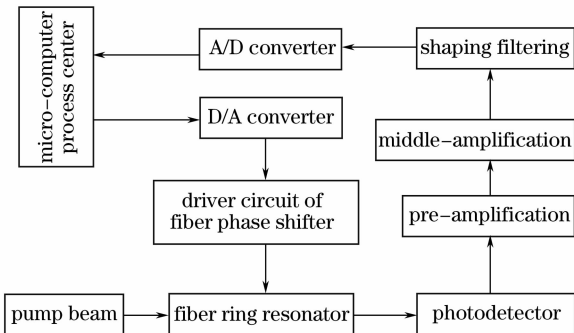 micro-computer
process center
A/D converter
shaping filtering
D/A converter
middle-amplification
driver circuit of
fiber phase shifter
pre-amplification
pump beam
fiber ring resonator
photodetector